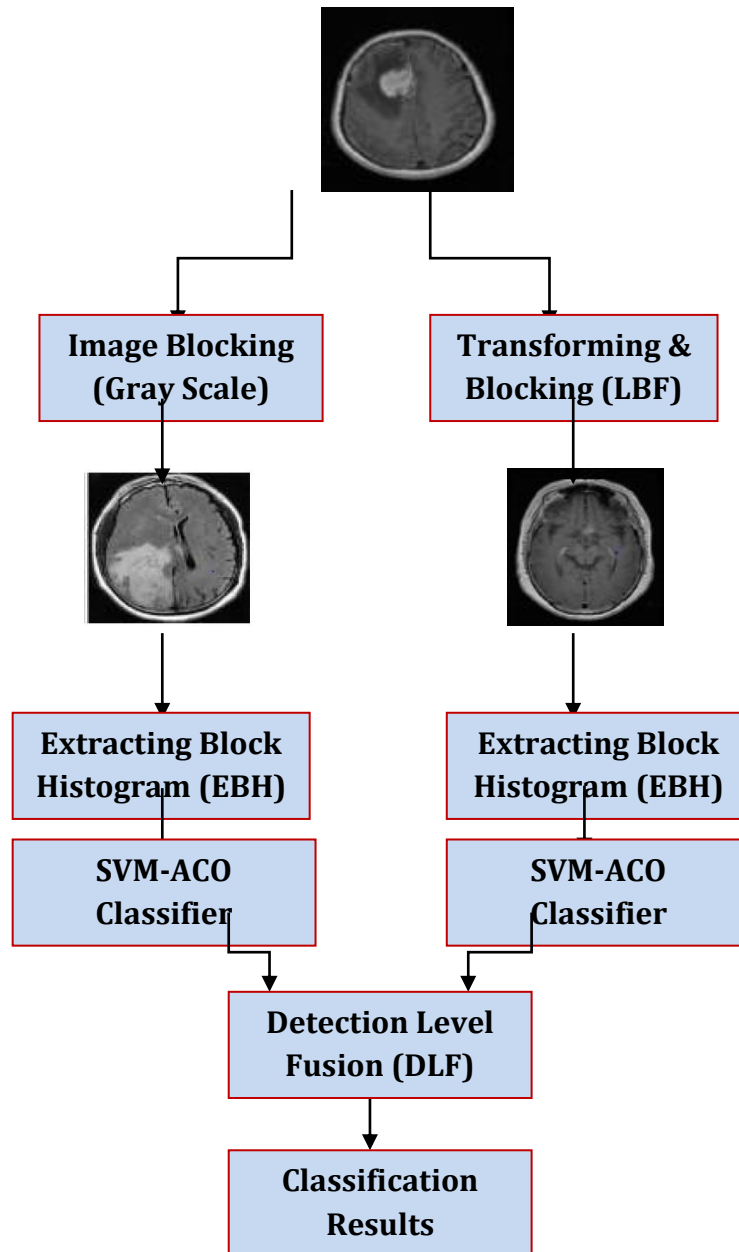 Image Blocking
(Gray Scale)
Transforming &
Blocking (LBF)
Extracting Block
Histogram (EBH)
Extracting Block
Histogram (EBH)
SVM-ACO
Classifier
SVM-ACO
Classifier
Detection Level
Fusion (DLF)
Classification
Results